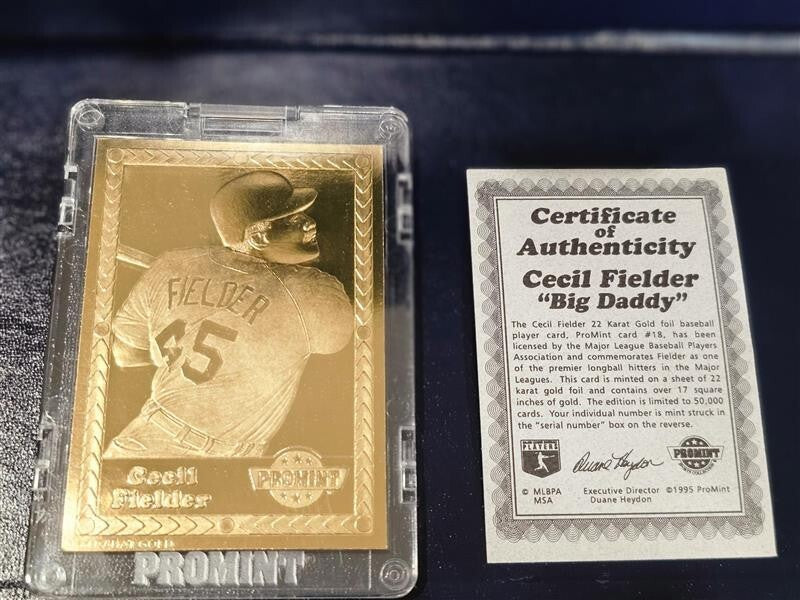 FIELDER
45
Cecil
Fielder
PROMINT
KARAT GOLD
PROMINT
Certificate
of
Authenticity
Cecil Fielder
"Big Daddy"
The Cecil Fielder 22 Karat Gold foil baseball
player card, ProMint card #18, has been
licensed by the Major League Baseball Players
Association and commemorates Fielder as one
of the premier longball hitters in the Major
Leagues. This card is minted on a sheet of 22
karat gold foil and contains over 17 square
inches of gold. The edition is limited to 50,000
cards. Your individual number is mint struck in
the "serial number" box on the reverse.
PLAYERS
Duane Heydon
PROMINT
© MLBPA
MSA
Executive Director
Duane Heydon
©1995 ProMint